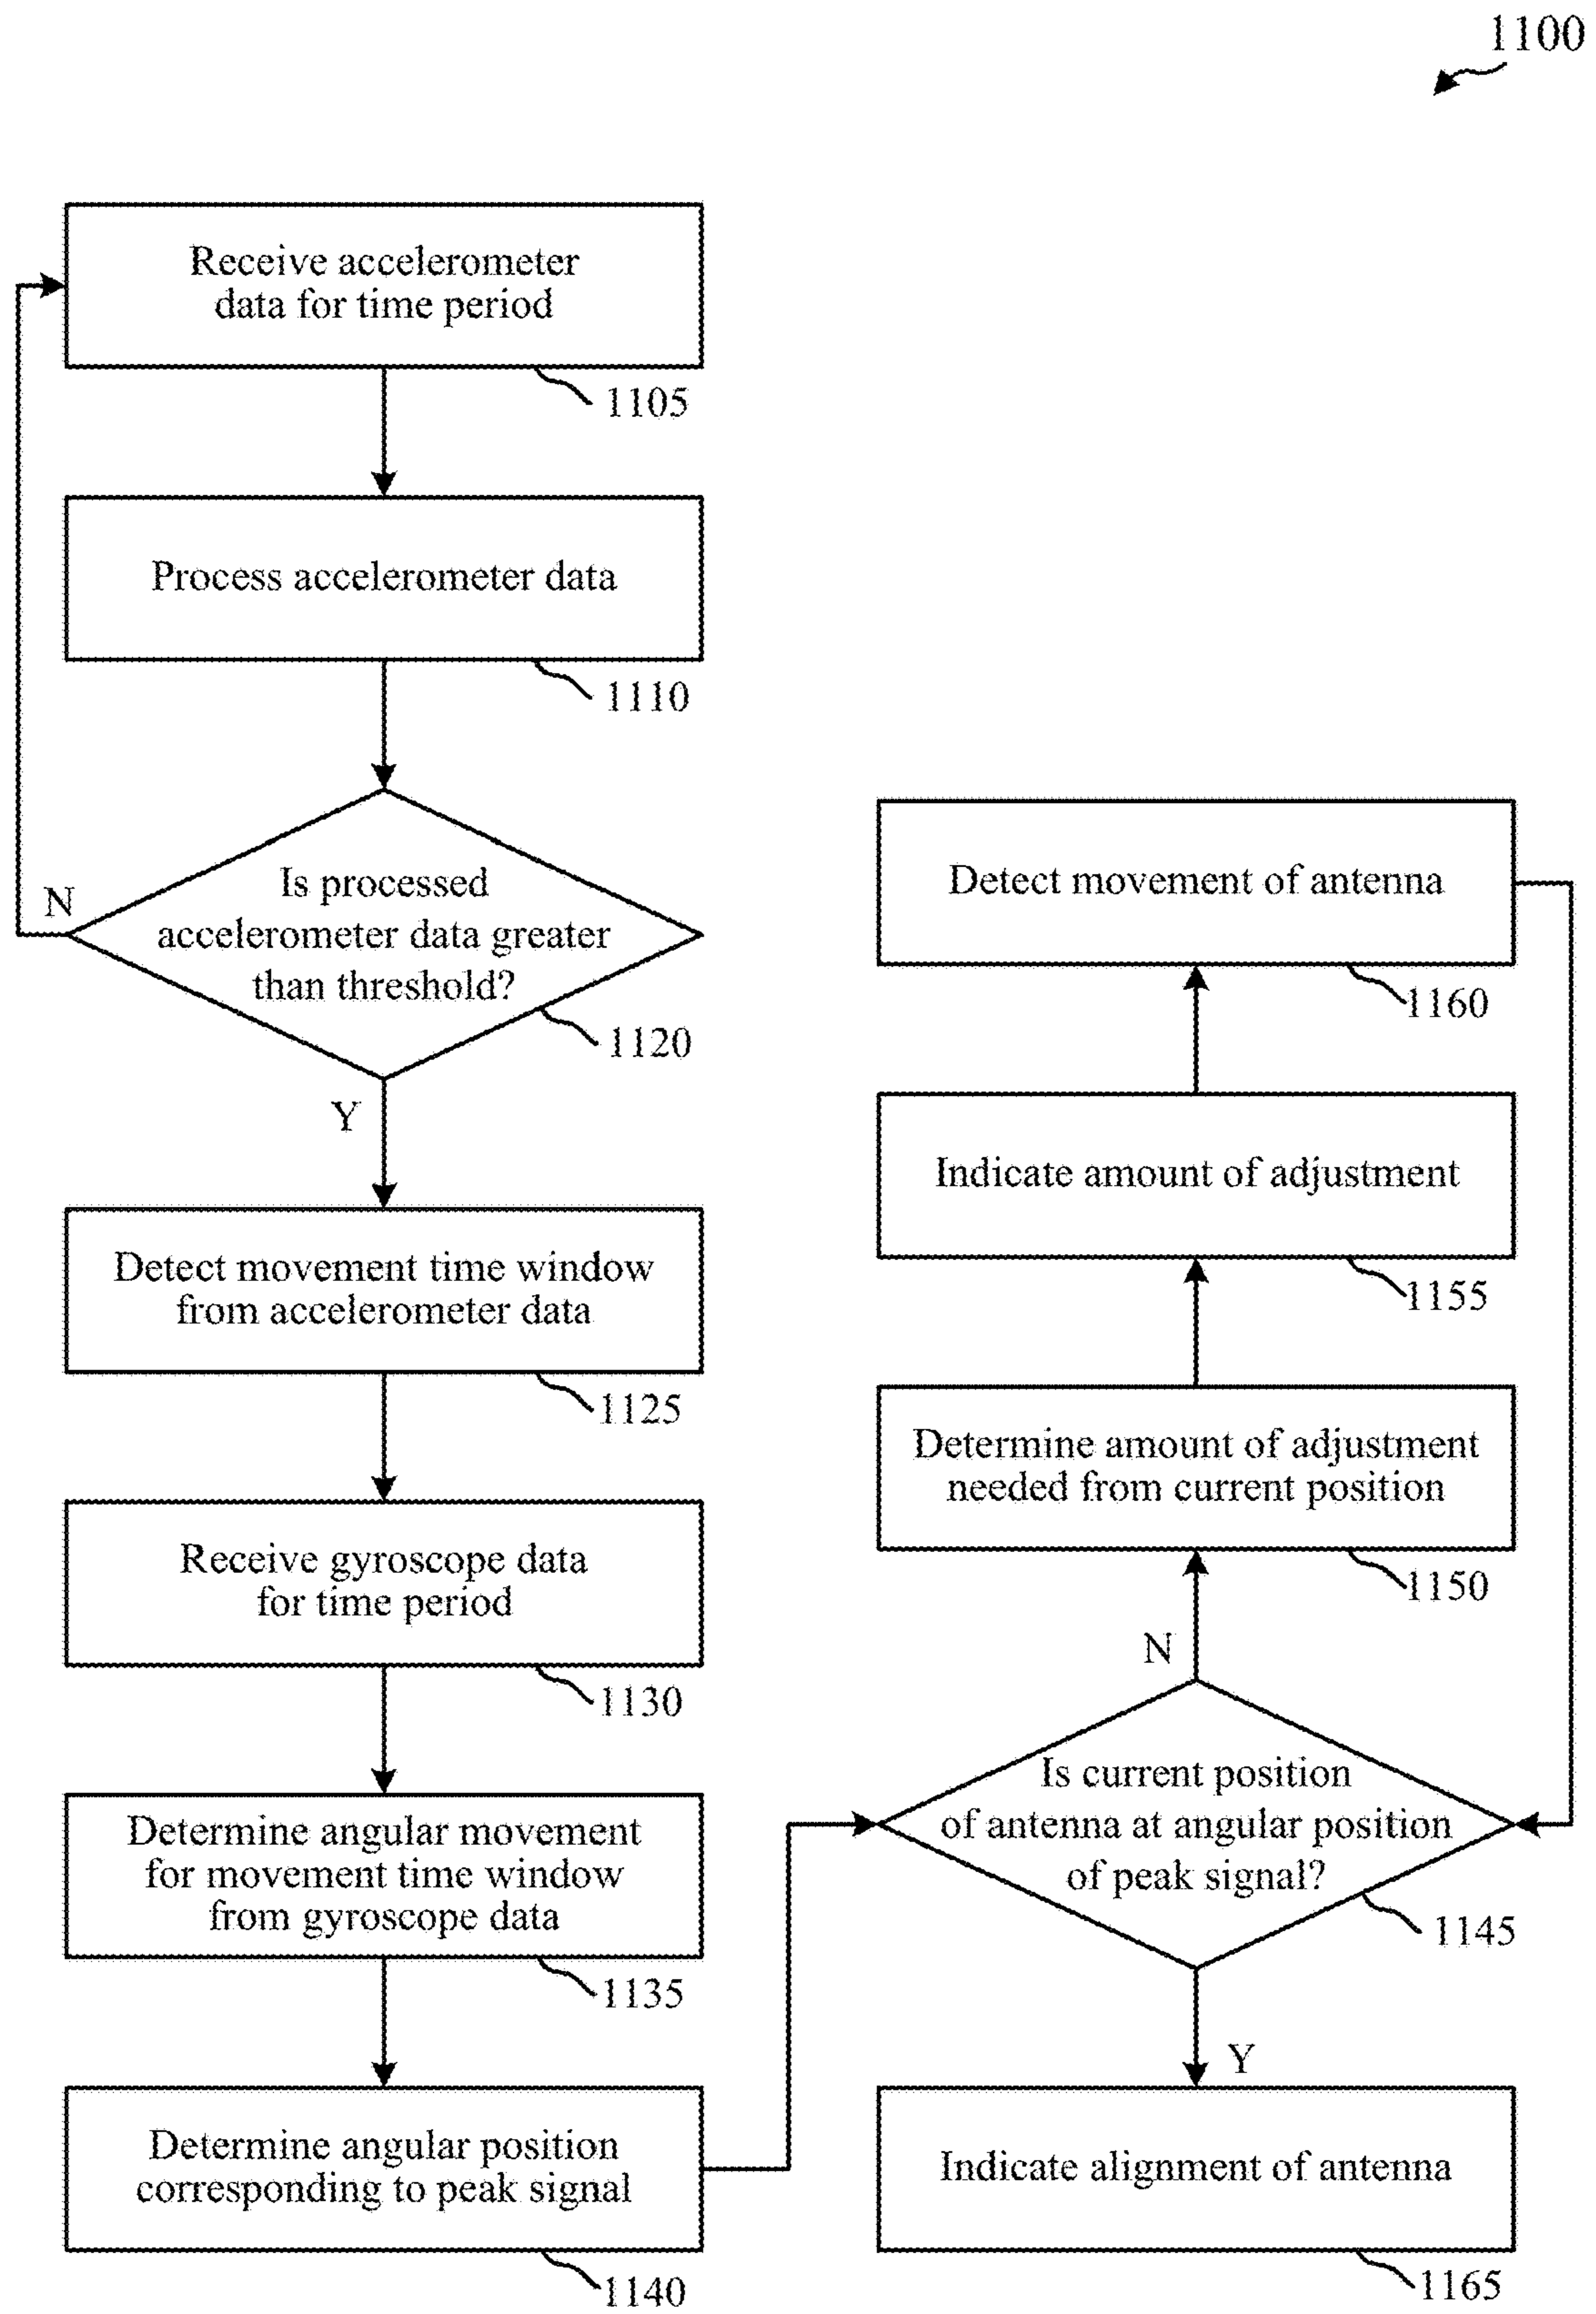 1100
Receive accelerometer
data for time period
1105
Process accelerometer data
1110
Is processed
accelerometer data greater
than threshold?
N
1120
Y
Detect movement time window
from accelerometer data
1125
Receive gyroscope data
for time period
1130
Determine angular movement
for movement time window
from gyroscope data
1135
Determine angular position
corresponding to peak signal
1140
Detect movement of antenna
1160
Indicate amount of adjustment
1155
Determine amount of adjustment
needed from current position
1150
N
Is current position
of antenna at angular position
of peak signal?
1145
Y
Indicate alignment of antenna
1165